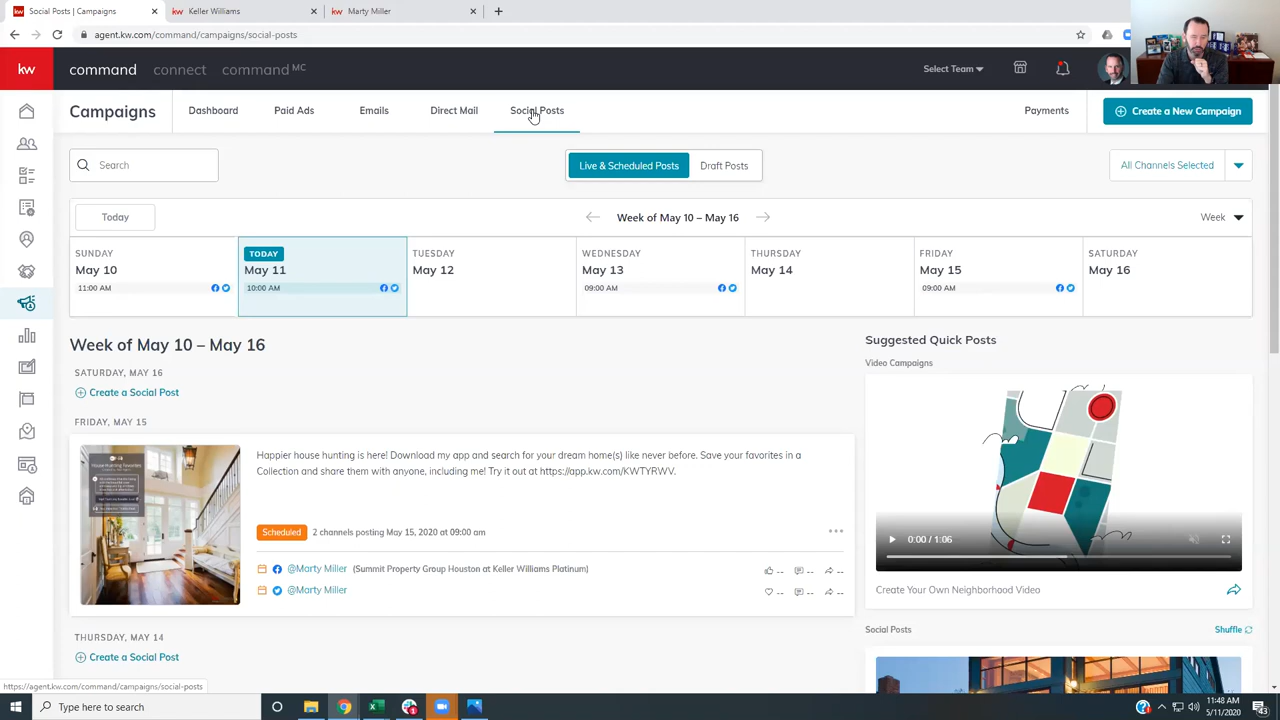 Social Posts | Campaigns
Keller Williams
Marty Miller
agent.kw.com/command/campaigns/social-posts
kw
command
connect
command MC
Select Team
Campaigns
Dashboard
Paid Ads
Emails
Direct Mail
Social Posts
Payments
Create a New Campaign
Search
Live & Scheduled Posts
Draft Posts
All Channels Selected
Today
Week of May 10 – May 16
Week
SUNDAY
May 10
11:00 AM
TODAY
May 11
10:00 AM
TUESDAY
May 12
WEDNESDAY
May 13
09:00 AM
THURSDAY
May 14
FRIDAY
May 15
09:00 AM
SATURDAY
May 16
Week of May 10 – May 16
SATURDAY, MAY 16
Create a Social Post
FRIDAY, MAY 15
Happier house hunting is here! Download my app and search for your dream home(s) like never before. Save your favorites in a
Collection and share them with anyone, including me! Try it out at https://app.kw.com/KWTYRWV.
Scheduled
2 channels posting May 15, 2020 at 09:00 am
@Marty Miller (Summit Property Group Houston at Keller Williams Platinum)
-- -- --
@Marty Miller
-- -- --
THURSDAY, MAY 14
Create a Social Post
Suggested Quick Posts
Video Campaigns
0:00 / 1:06
Create Your Own Neighborhood Video
Social Posts
Shuffle
https://agent.kw.com/command/campaigns/social-posts
Type here to search
11:48 AM
5/11/2020
43